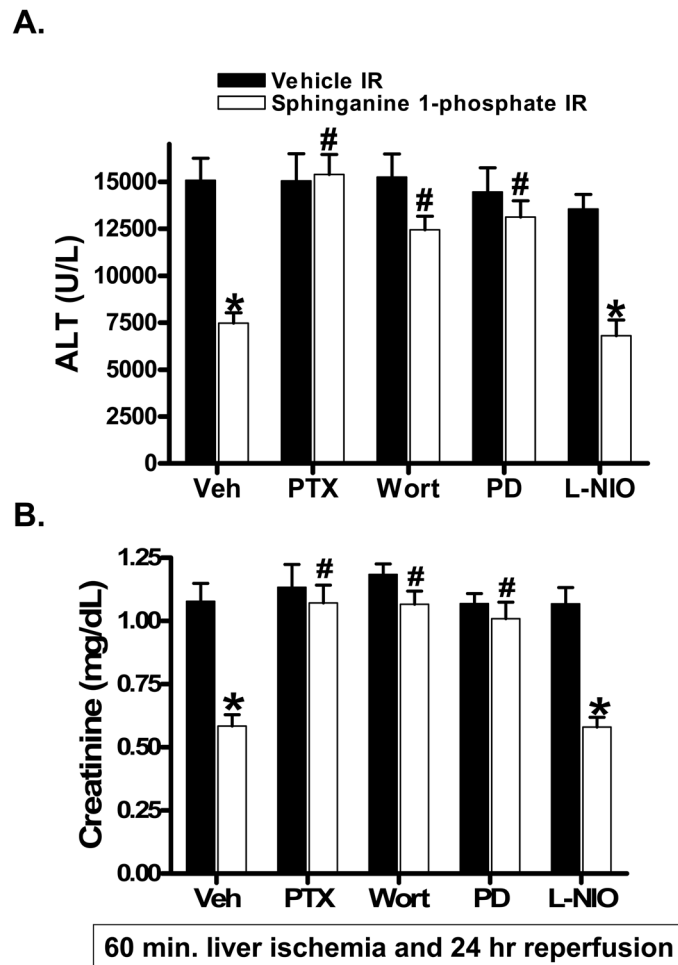 A.
Vehicle IR
Sphinganine 1-phosphate IR
ALT (U/L)
15000
12500
10000
7500
5000
2500
0
*
#
#
#
*
Veh PTX Wort PD L-NIO
B.
Creatinine (mg/dL)
1.25
1.00
0.75
0.50
0.25
0.00
*
#
#
#
*
Veh PTX Wort PD L-NIO
60 min. liver ischemia and 24 hr reperfusion